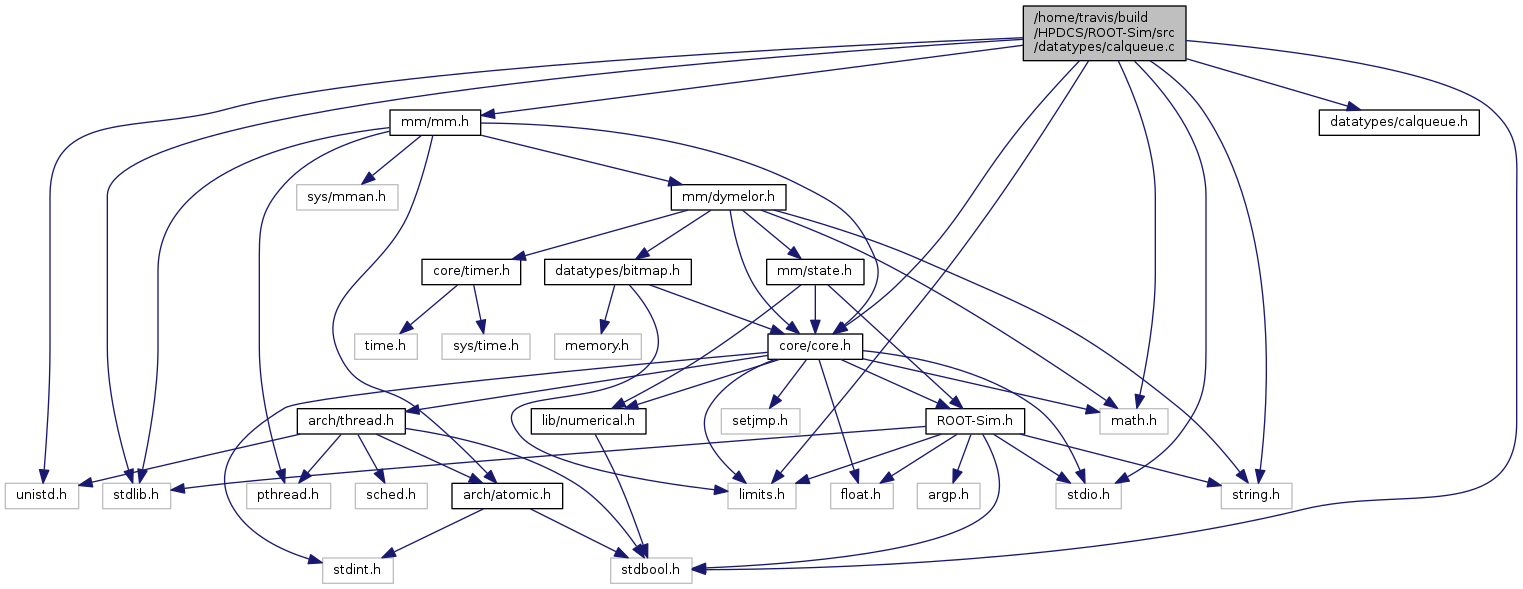 /home/travis/build
/HPDCS/ROOT-Sim/src
/datatypes/calqueue.c
mm/mm.h
datatypes/calqueue.h
sys/mman.h
mm/dymelor.h
core/timer.h
datatypes/bitmap.h
mm/state.h
time.h
sys/time.h
memory.h
core/core.h
arch/thread.h
lib/numerical.h
setjmp.h
ROOT-Sim.h
math.h
unistd.h
stdlib.h
pthread.h
sched.h
arch/atomic.h
limits.h
float.h
argp.h
stdio.h
string.h
stdint.h
stdbool.h